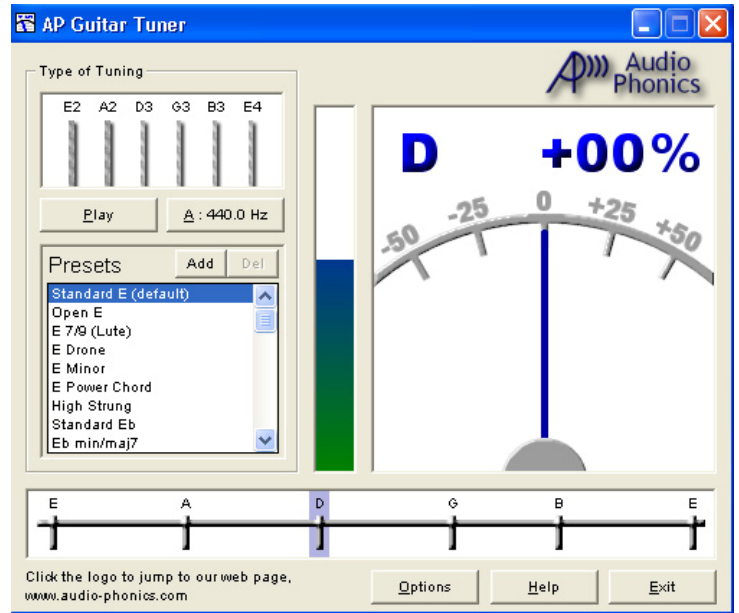 AP Guitar Tuner
Audio
Phonics
Type of Tuning
E2 A2 D3 G3 B3 E4
Play
A : 440.0 Hz
Presets
Add
Del
Standard E (default)
Open E
E 7/9 (Lute)
E Drone
E Minor
E Power Chord
High Strung
Standard Eb
Eb min/maj7
D +00%
-50 -25 0 +25 +50
E A D G B E
Click the logo to jump to our web page,
www.audio-phonics.com
Options
Help
Exit